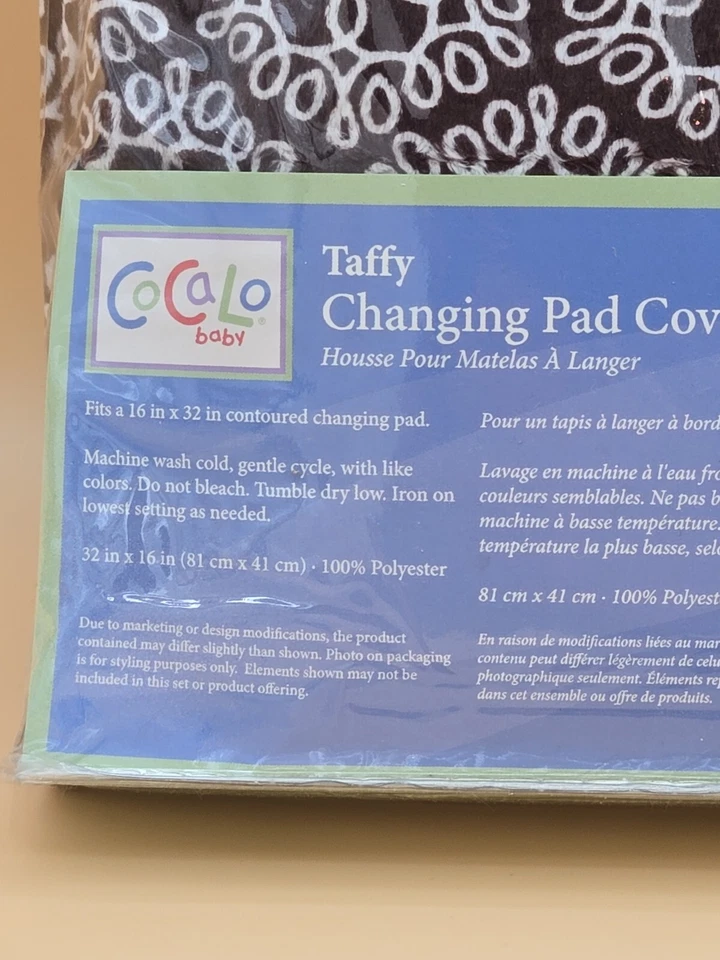 CoCaLo®
baby
Taffy
Changing Pad Cov
Housse Pour Matelas À Langer
Fits a 16 in x 32 in contoured changing pad.
Machine wash cold, gentle cycle, with like
colors. Do not bleach. Tumble dry low. Iron on
lowest setting as needed.
32 in x 16 in (81 cm x 41 cm) · 100% Polyester
Due to marketing or design modifications, the product
contained may differ slightly than shown. Photo on packaging
is for styling purposes only. Elements shown may not be
included in this set or product offering.
Pour un tapis à langer à bord
Lavage en machine à l'eau fro
couleurs semblables. Ne pas b
machine à basse température.
température la plus basse, selo
81 cm x 41 cm · 100% Polyest
En raison de modifications liées au mar
contenu peut différer légèrement de celu
photographique seulement. Éléments rep
dans cet ensemble ou offre de produits.